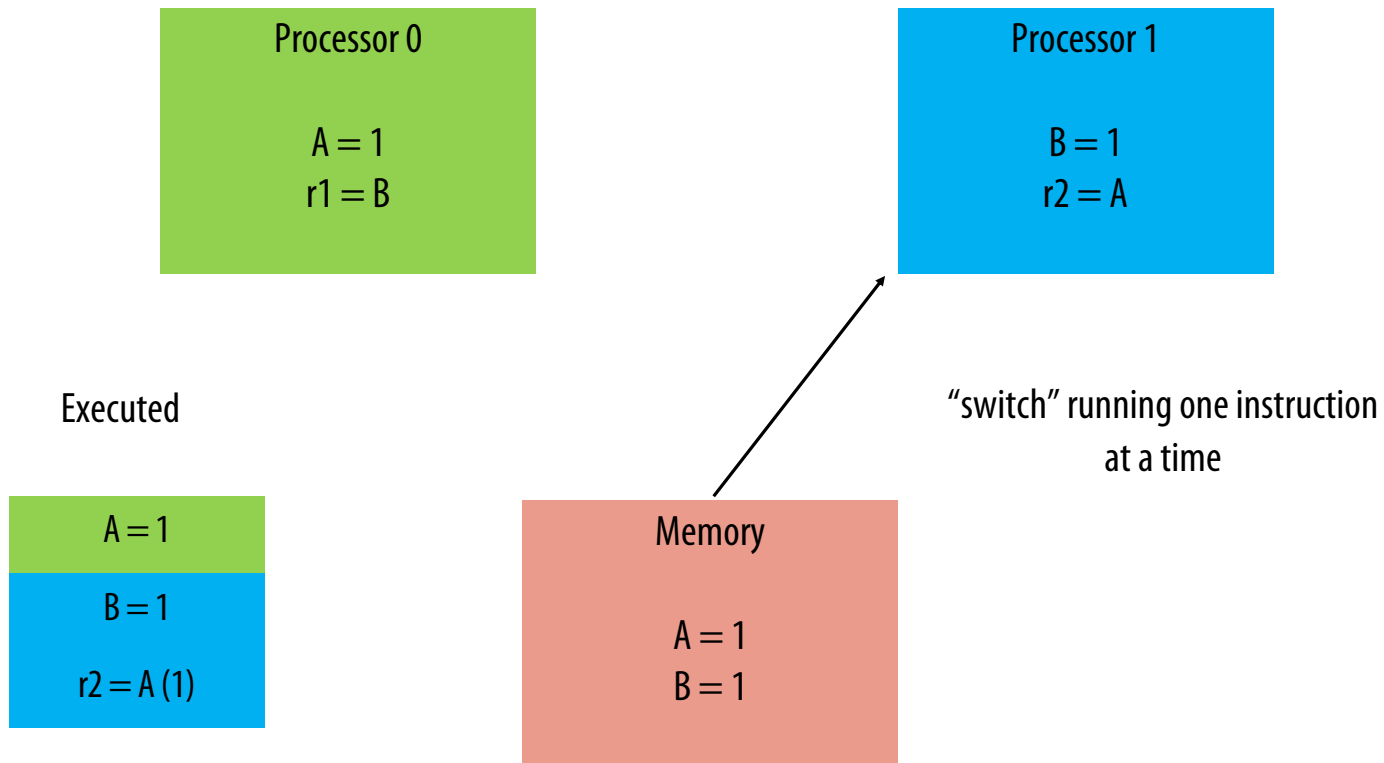 Processor 0
A = 1
r1 = B
Processor 1
B = 1
r2 = A
Executed
“switch” running one instruction
at a time
A = 1
B = 1
r2 = A (1)
Memory
A = 1
B = 1